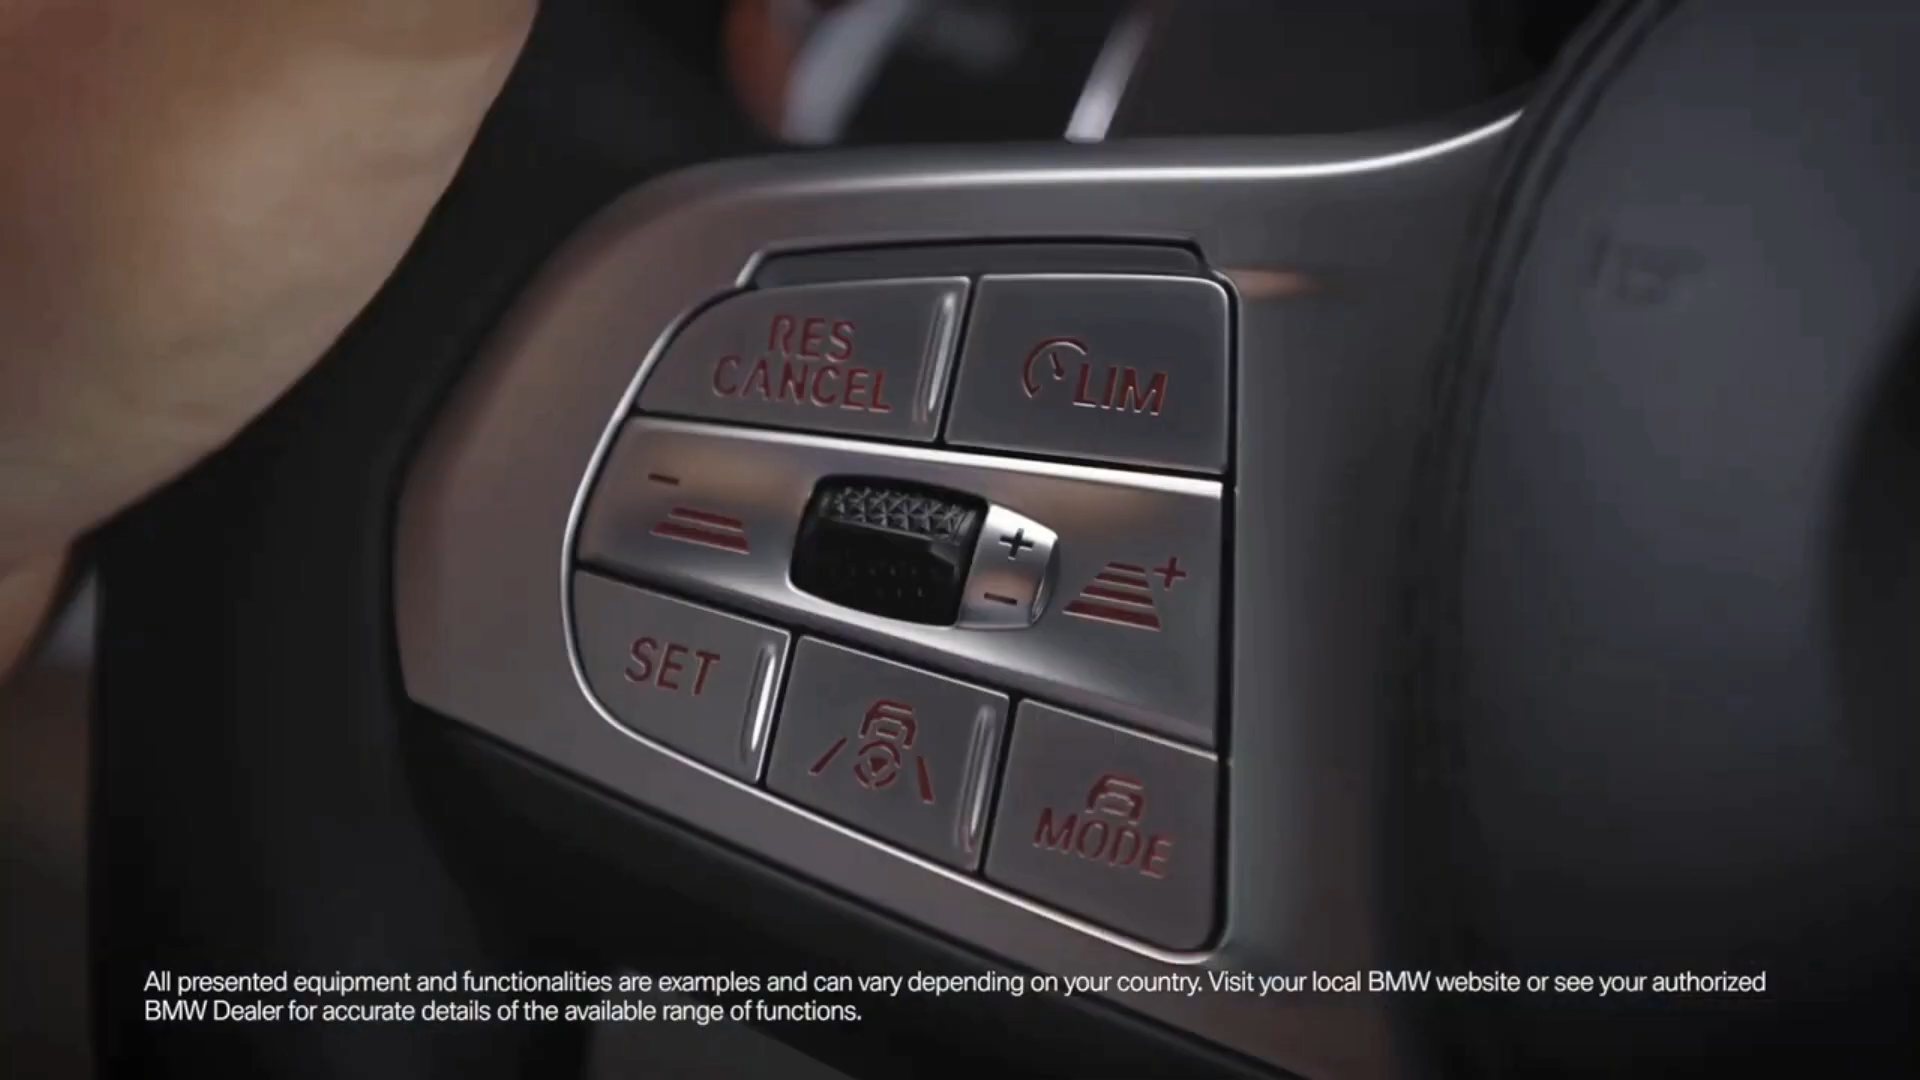 RES
CANCEL
LIM
−
+
+
−
SET
MODE
All presented equipment and functionalities are examples and can vary depending on your country. Visit your local BMW website or see your authorized
BMW Dealer for accurate details of the available range of functions.